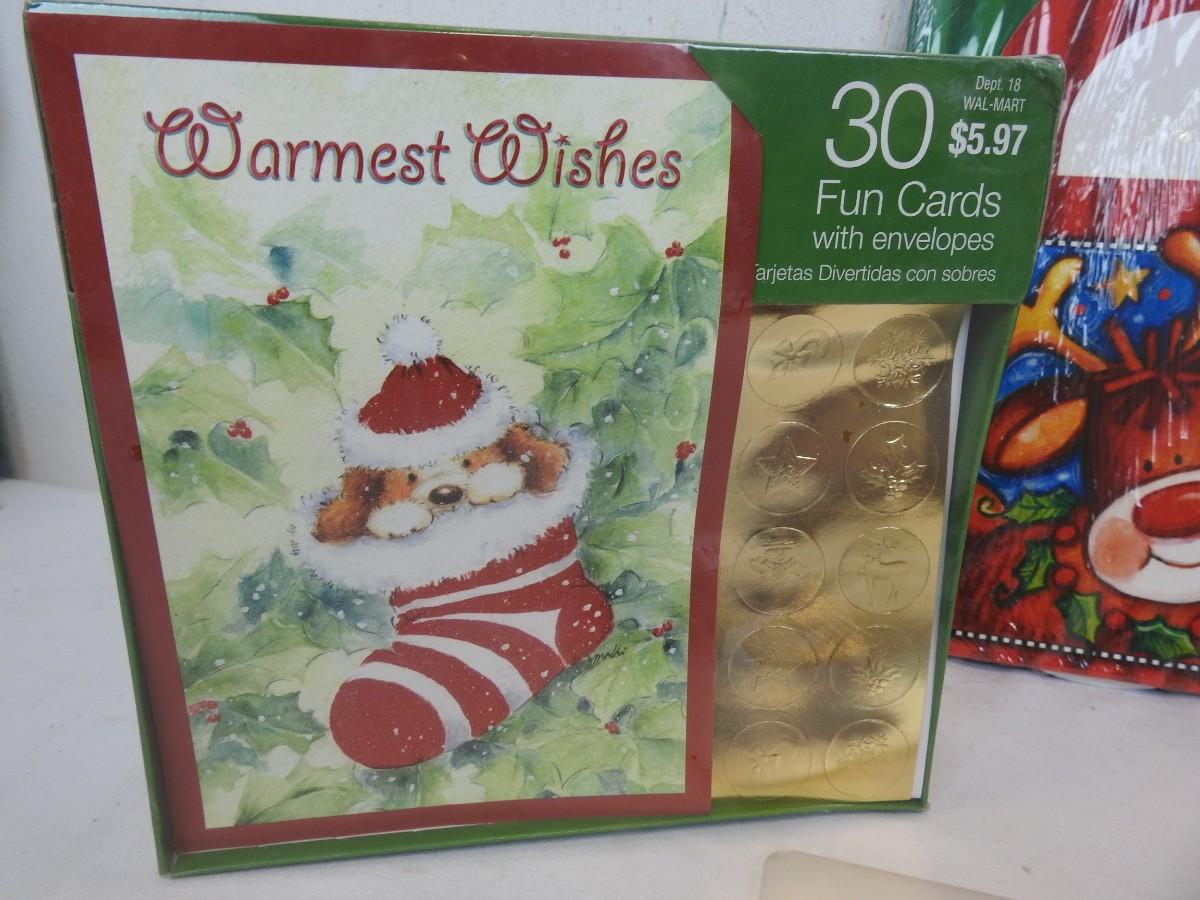 Warmest Wishes
30
Dept. 18
WAL-MART
$5.97
Fun Cards
with envelopes
Tarjetas Divertidas con sobres